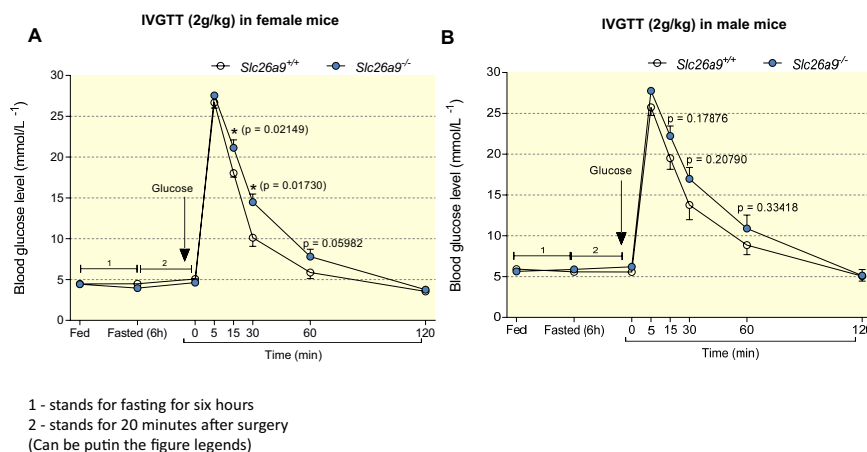 IVGTT (2g/kg) in female mice
A
Slc26a9+/+ Slc26a9-/-
Blood glucose level (mmol/L -1)
30
25
20
15
10
5
0
* (p = 0.02149)
* (p = 0.01730)
p = 0.05982
Glucose
1 2
Fed Fasted (6h) 0 5 15 30 60 120
Time (min)
IVGTT (2g/kg) in male mice
B
Slc26a9+/+ Slc26a9-/-
Blood glucose level (mmol/L -1)
30
25
20
15
10
5
0
p = 0.17876
p = 0.20790
p = 0.33418
Glucose
1 2
Fed Fasted (6h) 0 5 15 30 60 120
Time (min)
1 - stands for fasting for six hours
2 - stands for 20 minutes after surgery
(Can be putin the figure legends)